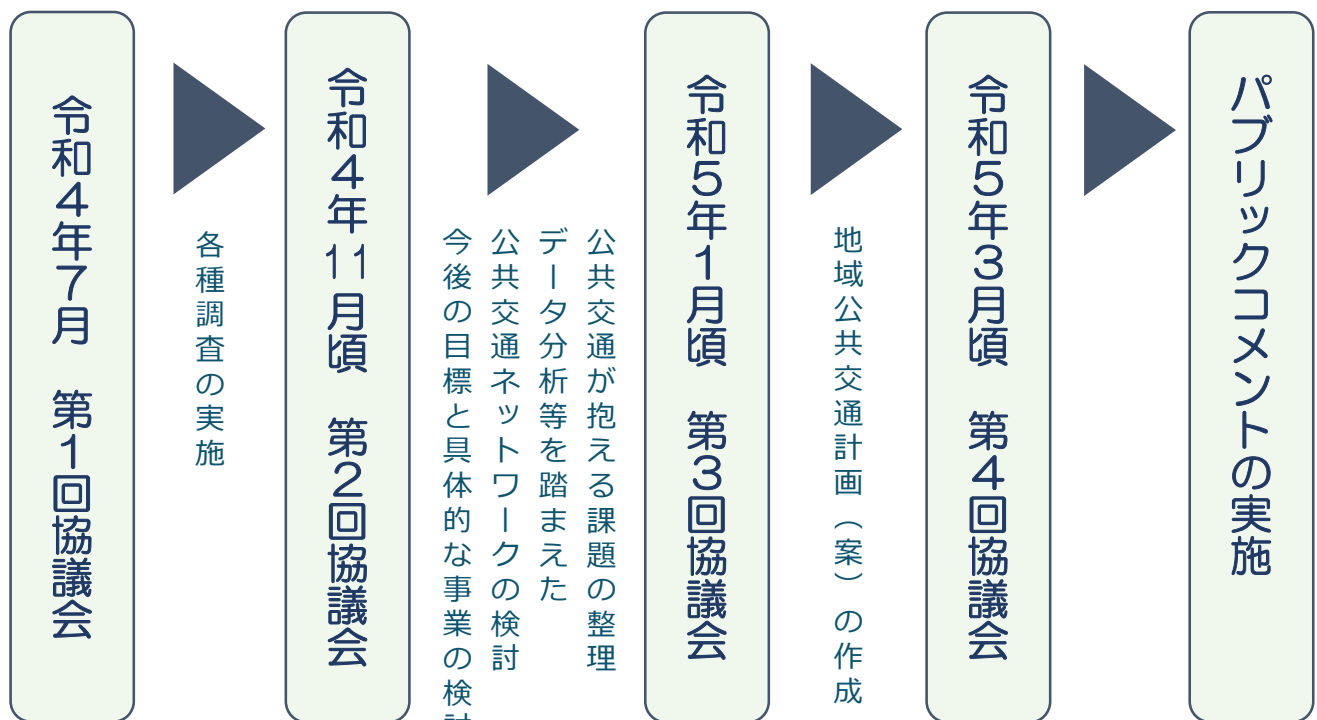 令和４年７月　第１回協議会
各種調査の実施
令和４年11月頃　第２回協議会
公共交通が抱える課題の整理
データ分析等を踏まえた
公共交通ネットワークの検討
今後の目標と具体的な事業の検討
令和５年１月頃　第３回協議会
地域公共交通計画（案）の作成
令和５年３月頃　第４回協議会
パブリックコメントの実施